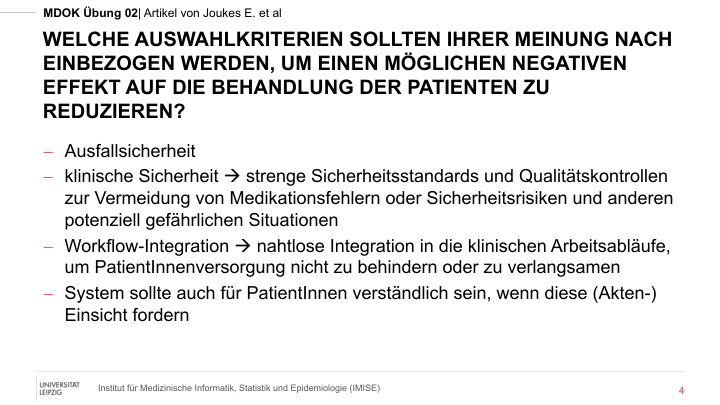 MDOK Übung 02| Artikel von Joukes E. et al
WELCHE AUSWAHLKRITERIEN SOLLTEN IHRER MEINUNG NACH
EINBEZOGEN WERDEN, UM EINEN MÖGLICHEN NEGATIVEN
EFFEKT AUF DIE BEHANDLUNG DER PATIENTEN ZU
REDUZIEREN?
– Ausfallsicherheit
– klinische Sicherheit → strenge Sicherheitsstandards und Qualitätskontrollen
zur Vermeidung von Medikationsfehlern oder Sicherheitsrisiken und anderen
potenziell gefährlichen Situationen
– Workflow-Integration → nahtlose Integration in die klinischen Arbeitsabläufe,
um PatientInnenversorgung nicht zu behindern oder zu verlangsamen
– System sollte auch für PatientInnen verständlich sein, wenn diese (Akten-)
Einsicht fordern
UNIVERSITÄT
LEIPZIG
Institut für Medizinische Informatik, Statistik und Epidemiologie (IMISE)
4